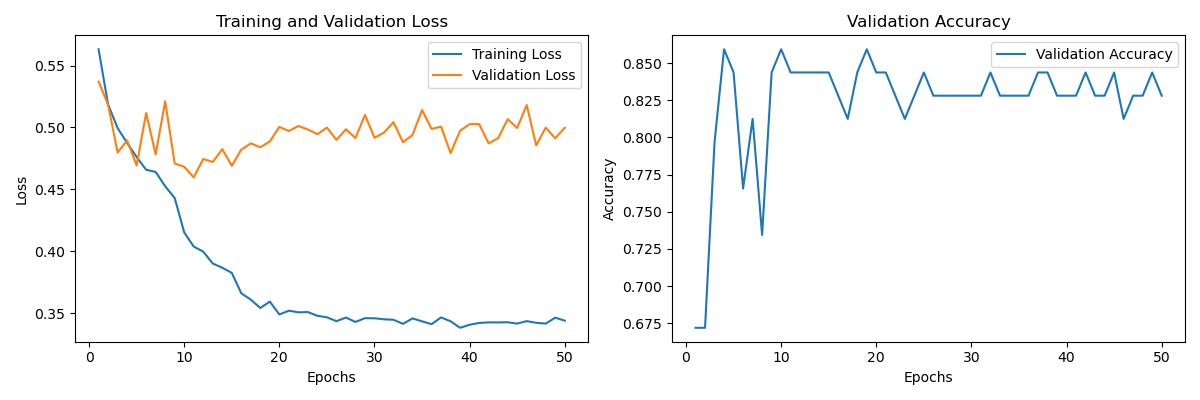 Training and Validation Loss
Training Loss
Validation Loss
0.55
0.50
0.45
0.40
0.35
Loss
0
10
20
30
40
50
Epochs
Validation Accuracy
Validation Accuracy
0.850
0.825
0.800
0.775
0.750
0.725
0.700
0.675
Accuracy
0
10
20
30
40
50
Epochs